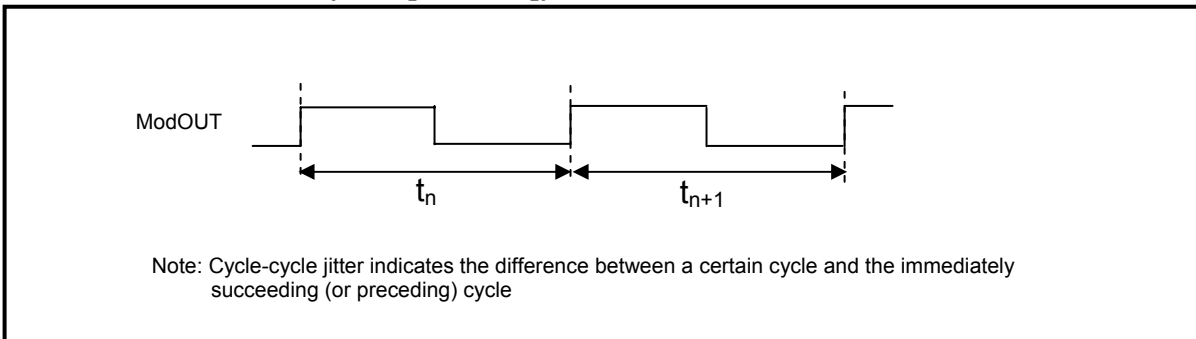 ModOUT
tn
tn+1
Note: Cycle-cycle jitter indicates the difference between a certain cycle and the immediately
succeeding (or preceding) cycle